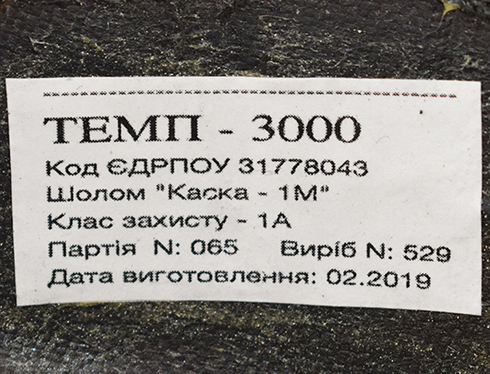 ТЕМП - 3000
Код ЄДРПОУ 31778043
Шолом "Каска - 1М"
Клас захисту - 1А
Партія N: 065 Виріб N: 529
Дата виготовлення: 02.2019